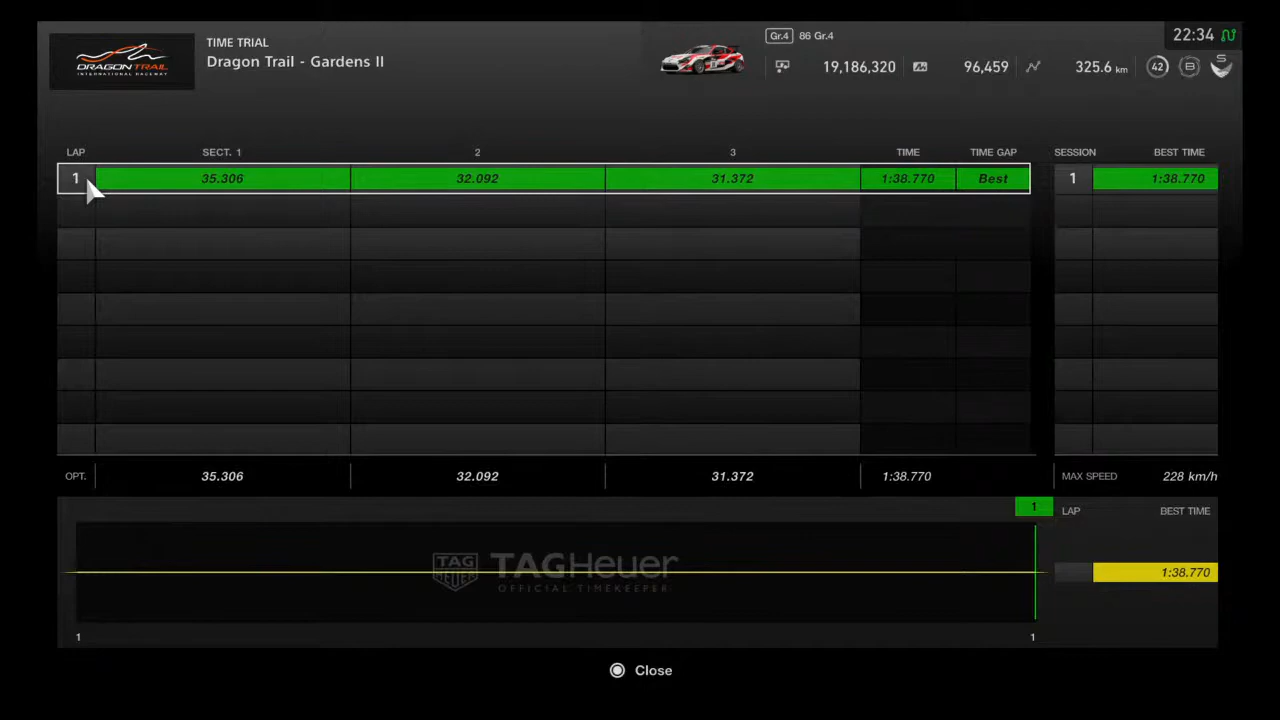 DRAGONTRAIL
INTERNATIONAL RACEWAY
TIME TRIAL
Dragon Trail - Gardens II
Gr.4 86 Gr.4
19,186,320 96,459 325.6 km 42 B S
22:34
LAP SECT. 1 2 3 TIME TIME GAP SESSION BEST TIME
1 35.306 32.092 31.372 1:38.770 Best 1 1:38.770
OPT. 35.306 32.092 31.372 1:38.770 MAX SPEED 228 km/h
1 LAP BEST TIME
TAG HEUER TAGHeuer
OFFICIAL TIMEKEEPER
1:38.770
1 1
Close